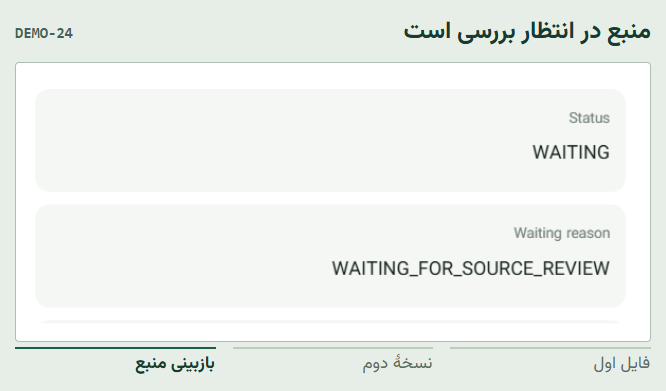 منبع در انتظار بررسی است
DEMO-24
Status
WAITING
Waiting reason
WAITING_FOR_SOURCE_REVIEW
فایل اول
نسخهٔ دوم
بازبینی منبع